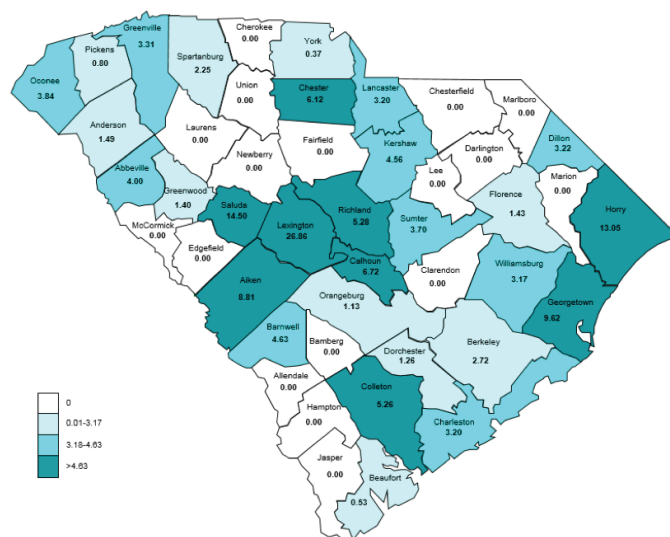 Cherokee
0.00
Greenville
3.31
Pickens
0.80
Spartanburg
2.25
York
0.37
Oconee
3.84
Union
0.00
Chester
6.12
Lancaster
3.20
Chesterfield
0.00
Marlboro
0.00
Anderson
1.49
Laurens
0.00
Fairfield
0.00
Kershaw
4.56
Darlington
0.00
Dillon
3.22
Newberry
0.00
Lee
0.00
Marion
0.00
Abbeville
4.00
Greenwood
1.40
Saluda
14.50
Richland
5.28
Florence
1.43
Horry
13.05
McCormick
0.00
Lexington
26.86
Sumter
3.70
Edgefield
0.00
Calhoun
6.72
Clarendon
0.00
Williamsburg
3.17
Aiken
8.81
Georgetown
9.62
Orangeburg
1.13
Barnwell
4.63
Bamberg
0.00
Dorchester
1.26
Berkeley
2.72
Allendale
0.00
Colleton
5.26
Hampton
0.00
Charleston
3.20
Jasper
0.00
Beaufort
0.53
0
0.01-3.17
3.18-4.63
>4.63